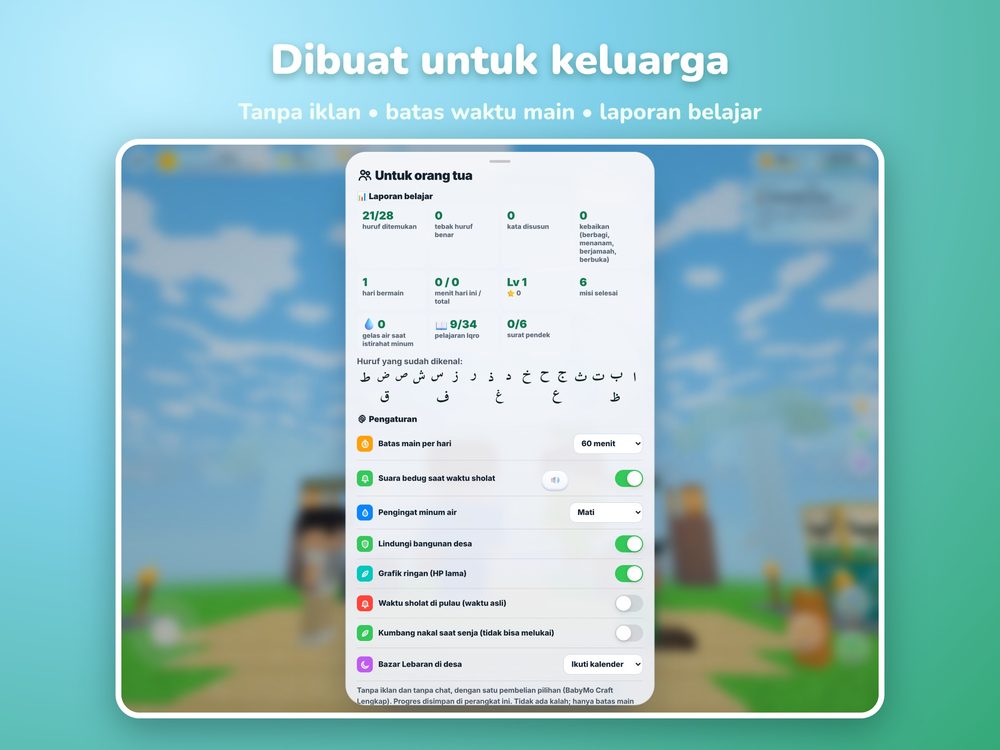 Dibuat untuk keluarga
Tanpa iklan • batas waktu main • laporan belajar
Untuk orang tua
Laporan belajar
21/28
huruf ditemukan
0
tebak huruf
benar
0
kata disusun
0
kebaikan
(berbagi,
menanam,
berjamaah,
berbuka)
1
hari bermain
0 / 0
menit hari ini /
total
Lv 1
⭐ 0
6
misi selesai
💧 0
gelas air saat
istirahat minum
📖 9/34
pelajaran Iqro
0/6
surat pendek
Huruf yang sudah dikenal:
ا ب ت ث ج ح خ د ذ ر ز س ش ص ض ط
ظ ع غ ف ق
Pengaturan
Batas main per hari
60 menit
Suara bedug saat waktu sholat
Pengingat minum air
Mati
Lindungi bangunan desa
Grafik ringan (HP lama)
Waktu sholat di pulau (waktu asli)
Kumbang nakal saat senja (tidak bisa melukai)
Bazar Lebaran di desa
Ikuti kalender
Tanpa iklan dan tanpa chat, dengan satu pembelian pilihan (BabyMo Craft
Lengkap). Progres disimpan di perangkat ini. Tidak ada kalah; hanya batas main